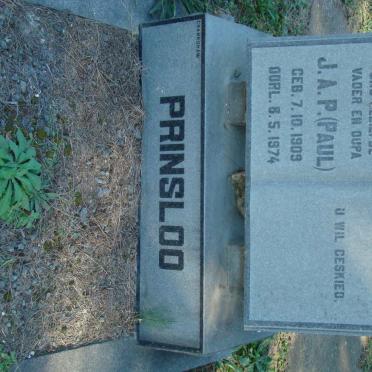 VADER EN OUPA
J.A.P. (PAUL)
GEB. 7.10.1909
OORL. 8.5.1974
U WIL GESKIED.
PRINSLOO